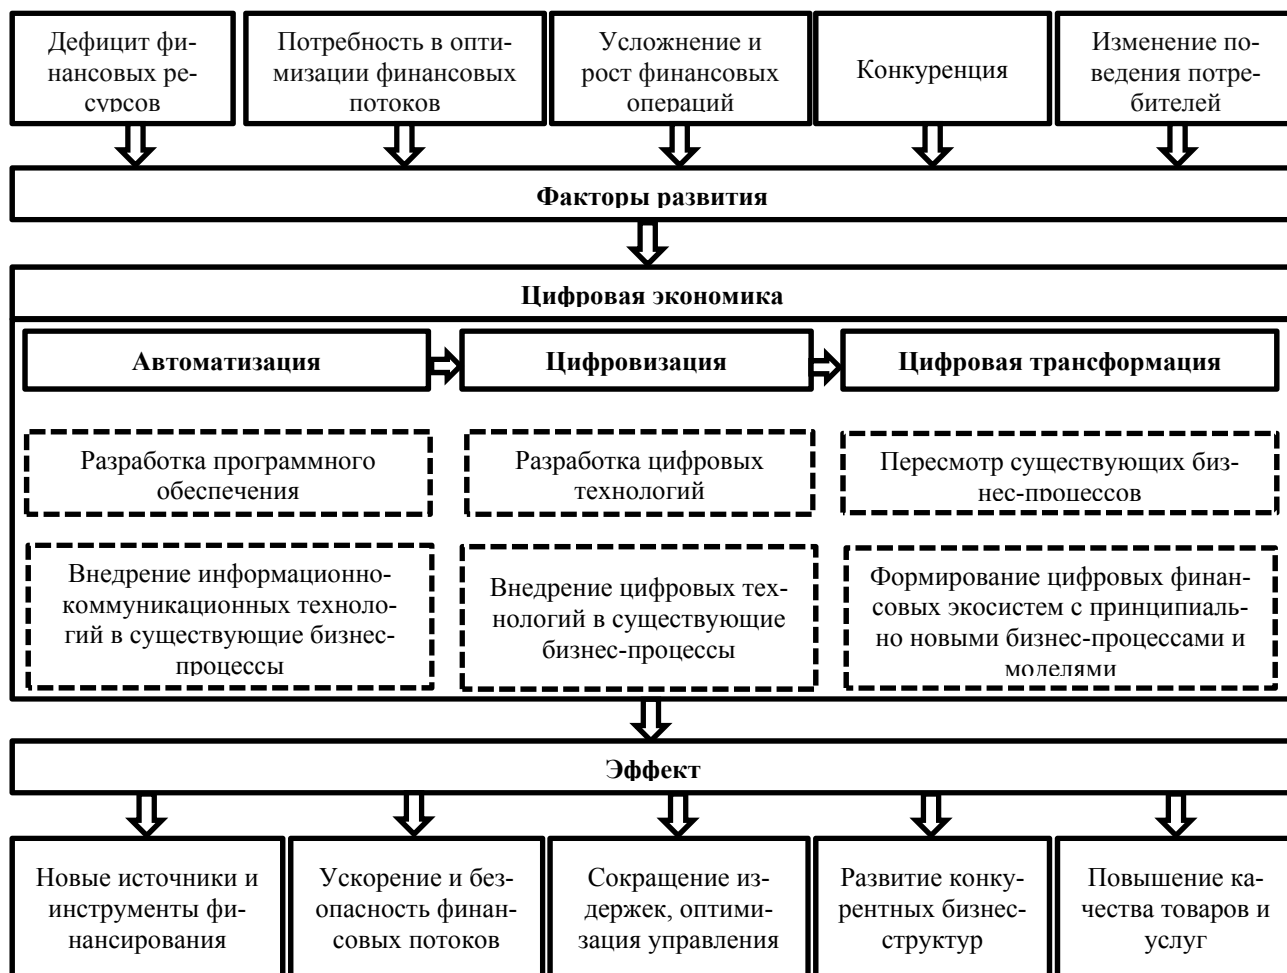 Дефицит фи-
нансовых ре-
сурсов
Потребность в опти-
мизации финансовых
потоков
Усложнение и
рост финансовых
операций
Конкуренция
Изменение по-
ведения потре-
бителей
Факторы развития
Цифровая экономика
Автоматизация
Цифровизация
Цифровая трансформация
Разработка программного
обеспечения
Разработка цифровых
технологий
Пересмотр существующих биз-
нес-процессов
Внедрение информационно-
коммуникационных техноло-
гий в существующие бизнес-
процессы
Внедрение цифровых тех-
нологий в существующие
бизнес-процессы
Формирование цифровых финан-
совых экосистем с принципиаль-
но новыми бизнес-процессами и
моделями
Эффект
Новые источники и
инструменты фи-
нансирования
Ускорение и без-
опасность финан-
совых потоков
Сокращение из-
держек, оптими-
зация управления
Развитие конку-
рентных бизнес-
структур
Повышение ка-
чества товаров и
услуг